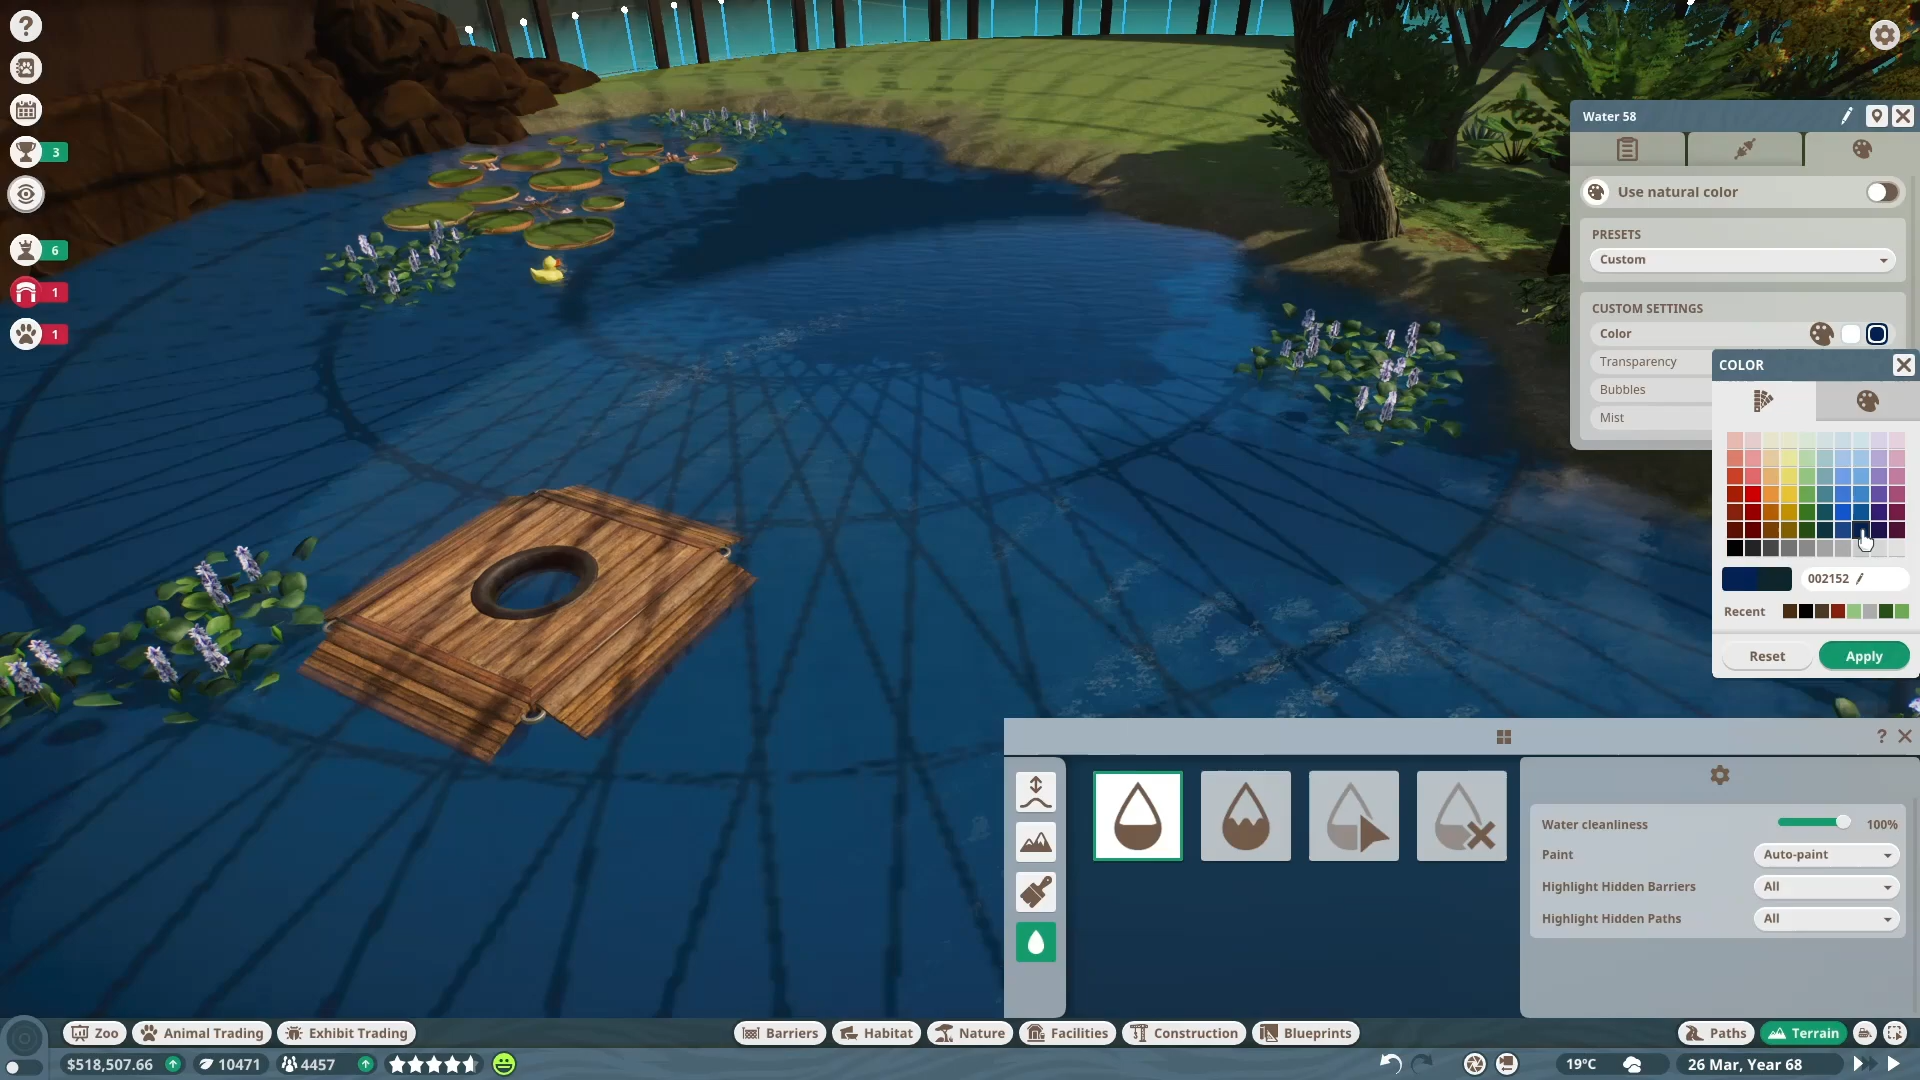 ?
3
6
1
1
Water 58
Use natural color
PRESETS
Custom
CUSTOM SETTINGS
Color
Transparency
Bubbles
Mist
COLOR
002152
Recent
Reset
Apply
?
Water cleanliness 100%
Paint Auto-paint
Highlight Hidden Barriers All
Highlight Hidden Paths All
Zoo Animal Trading Exhibit Trading Barriers Habitat Nature Facilities Construction Blueprints Paths Terrain
$518,507.66 10471 4457 19°C 26 Mar, Year 68